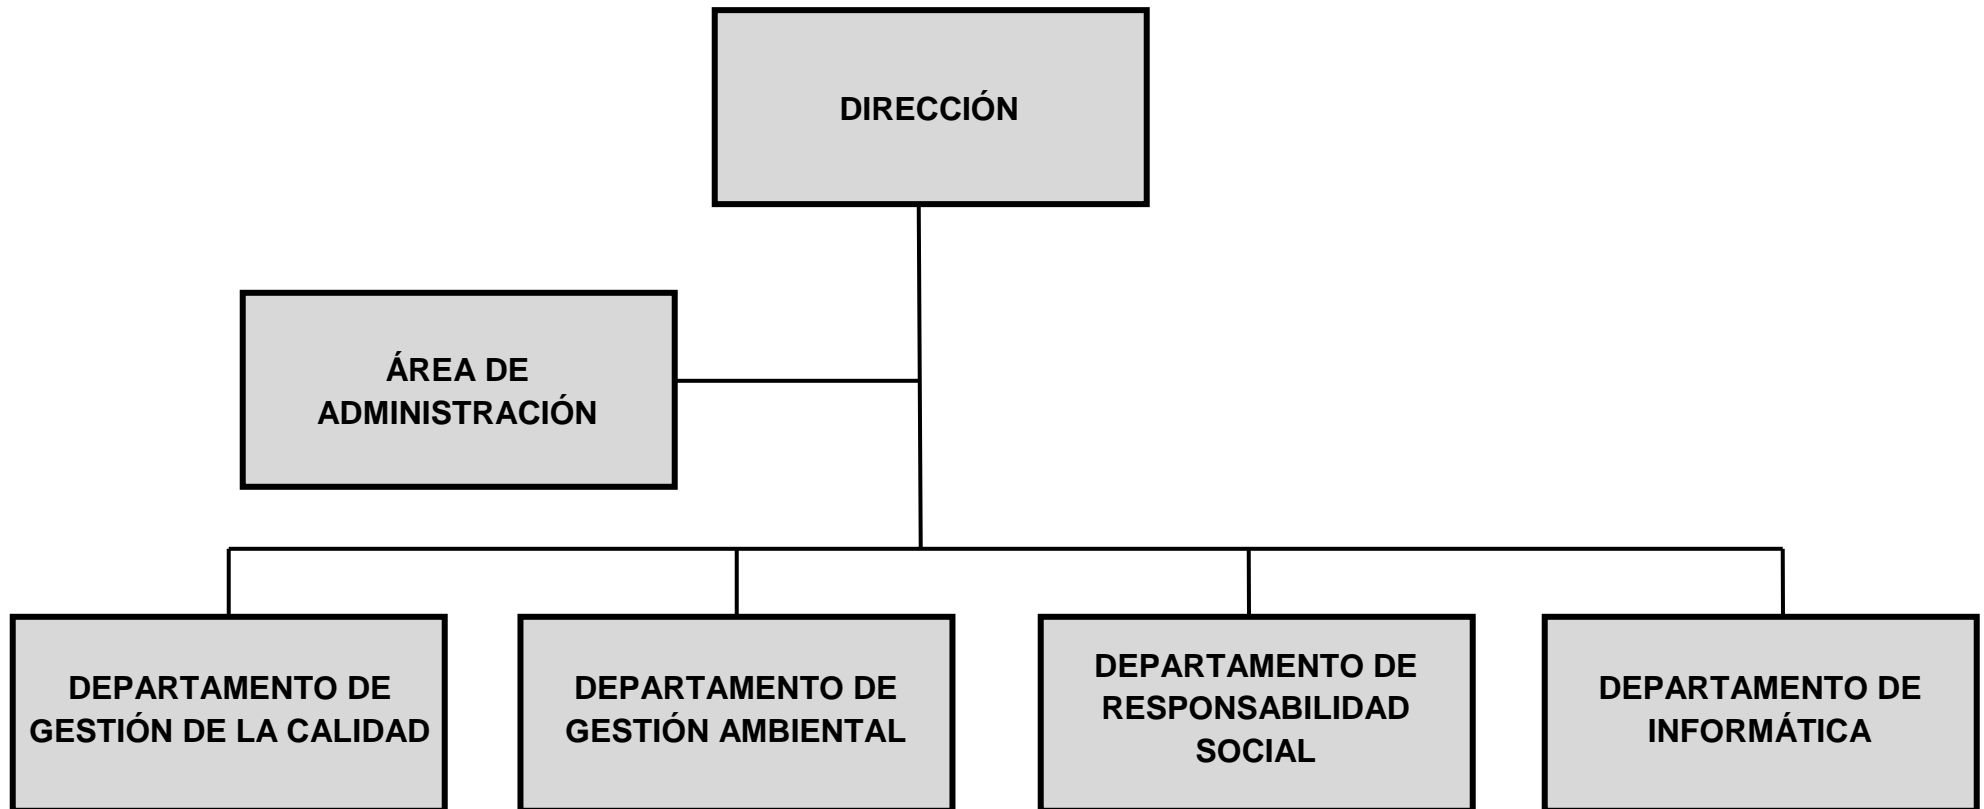 DIRECCIÓN
ÁREA DE
ADMINISTRACIÓN
DEPARTAMENTO DE
GESTIÓN DE LA CALIDAD
DEPARTAMENTO DE
GESTIÓN AMBIENTAL
DEPARTAMENTO DE
RESPONSABILIDAD
SOCIAL
DEPARTAMENTO DE
INFORMÁTICA